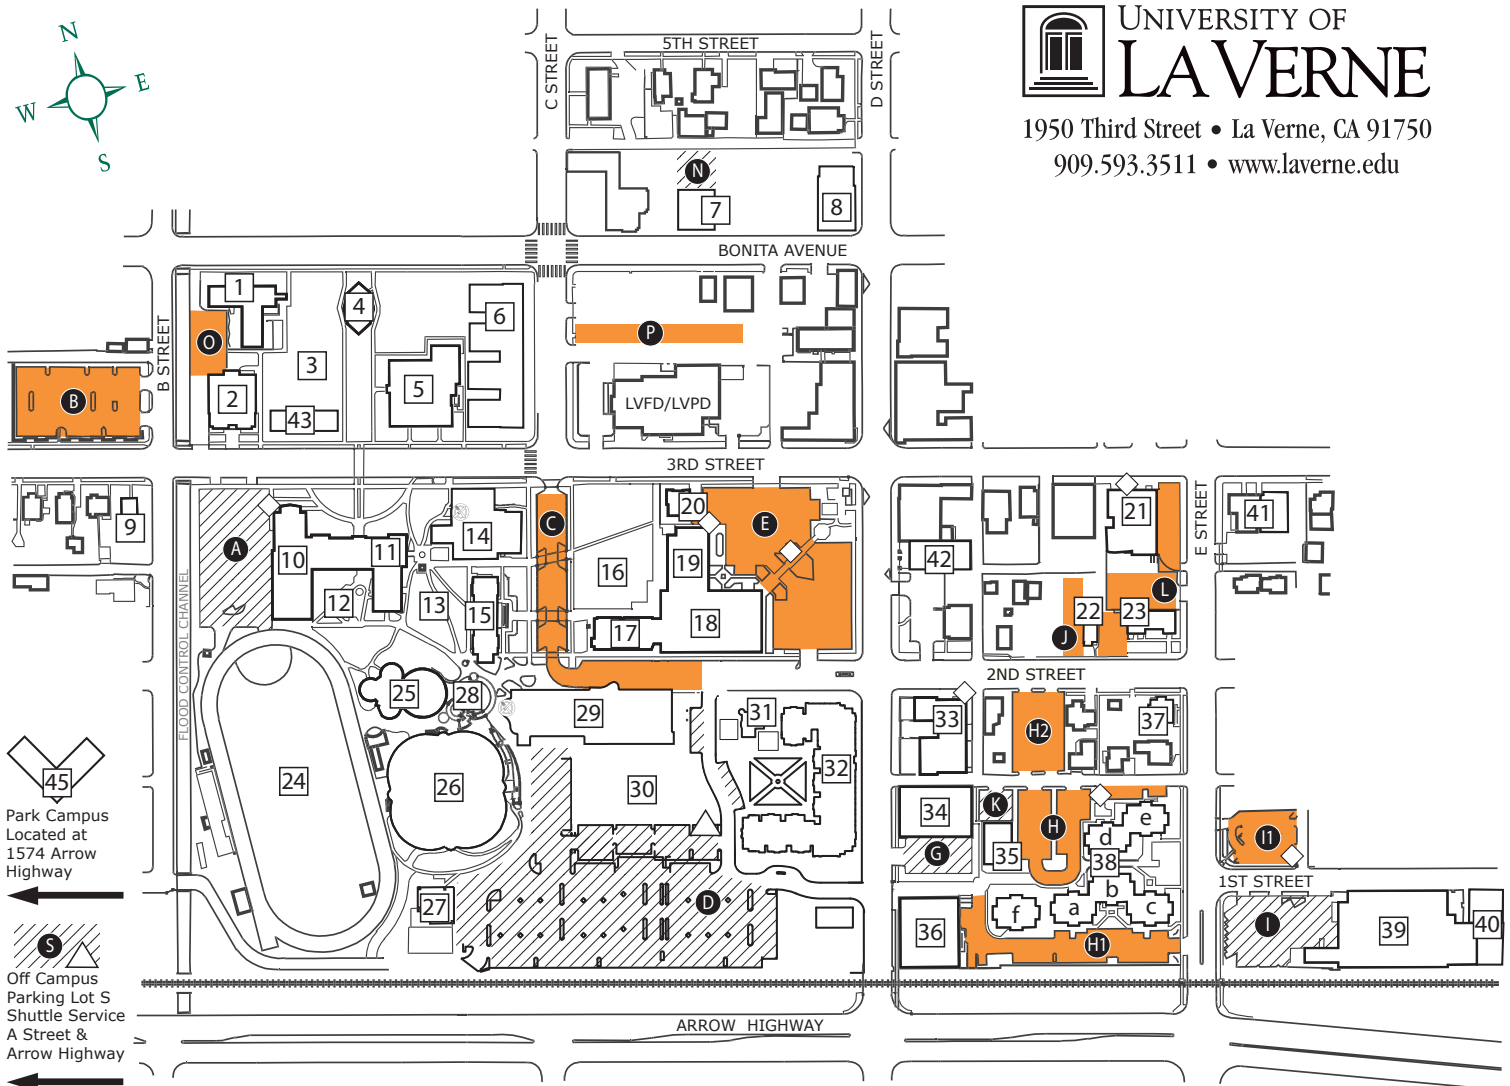 UNIVERSITY OF
LA VERNE
1950 Third Street • La Verne, CA 91750
909.593.3511 • www.laverne.edu
N
W
E
S
5TH STREET
C STREET
D STREET
N
7
8
BONITA AVENUE
1
4
6
O
P
3
5
B STREET
B
2
43
LVFD/LVPD
3RD STREET
9
A
10
11
14
C
20
E
21
E STREET
41
16
19
42
12
13
15
17
18
22
23
L
J
FLOOD CONTROL CHANNEL
2ND STREET
25
28
29
31
33
H2
37
24
26
30
32
45
Park Campus
Located at
1574 Arrow
Highway
34
K
H
e
d
I1
G
35
38
1ST STREET
27
D
b
f
a
c
36
H1
I
39
40
S
Off Campus
Parking Lot S
Shuttle Service
A Street &
Arrow Highway
ARROW HIGHWAY